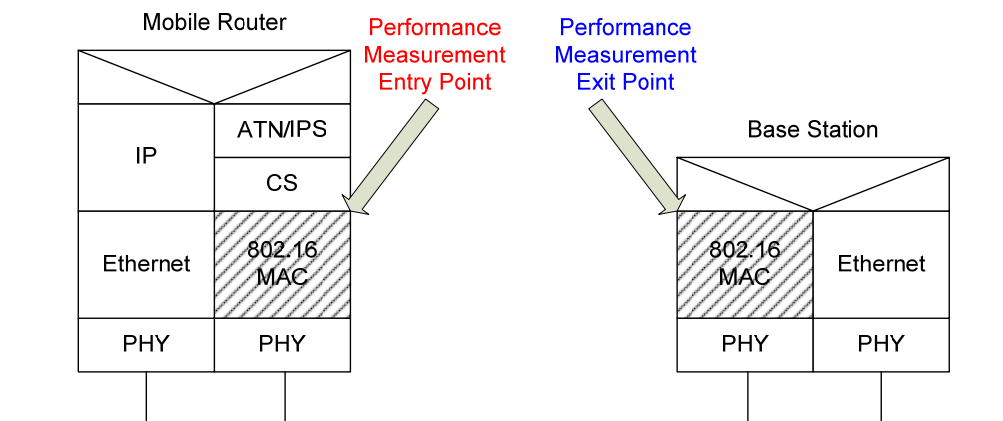 Mobile Router
Performance
Measurement
Entry Point
Performance
Measurement
Exit Point
Base Station
IP
ATN/IPS
CS
Ethernet
802.16
MAC
PHY
PHY
802.16
MAC
Ethernet
PHY
PHY